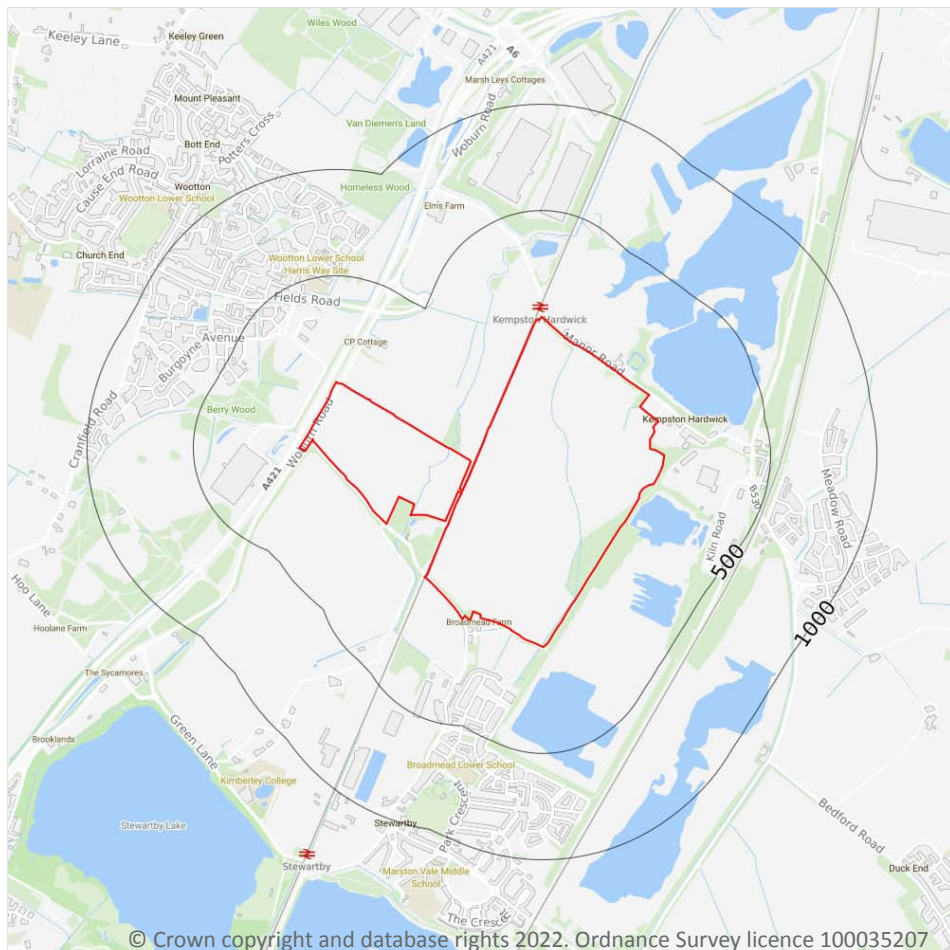 Wiles Wood
Keeley Lane
Keeley Green
A421
A6
Marsh Leys Cottages
Mount Pleasant
Van Diemen's Land
Woburn Road
Potters Cross
Bott End
Lorraine Road
Cause End Road
Wootton
Homeless Wood
Wootton Lower School
Elms Farm
Church End
Wootton Lower School
Harris Way Site
Fields Road
Kempston Hardwick
Manor Road
CP Cottage
Burgoyne Avenue
Berry Wood
Woburn Road
Kempston Hardwick
Cranfield Road
A421
B530
Meadow Road
Kiln Road
500
Hoo Lane
1000
Hoolane Farm
Broadmead Farm
The Sycamores
Green Lane
Brooklands
Broadmead Lower School
Kimberley College
Park Crescent
Stewartby Lake
Stewartby
Bedford Road
Stewartby
Duck End
Marston Vale Middle
School
The Crescent
© Crown copyright and database rights 2022. Ordnance Survey licence 100035207